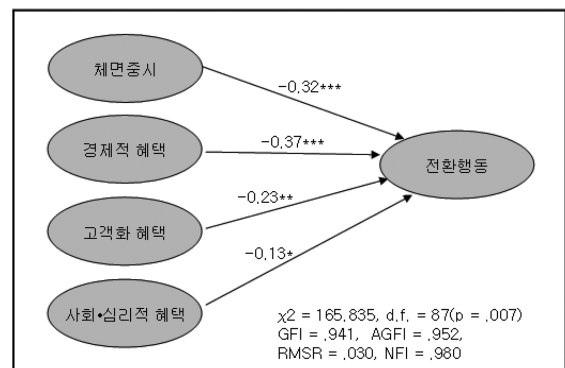 체면중시
-0.32***
경제적 혜택
-0.37***
전환행동
고객화 혜택
-0.23**
-0.13*
사회•심리적 혜택
χ2 = 165.835, d.f. = 87(p = .007)
GFI = .941, AGFI = .952,
RMSR = .030, NFI = .980